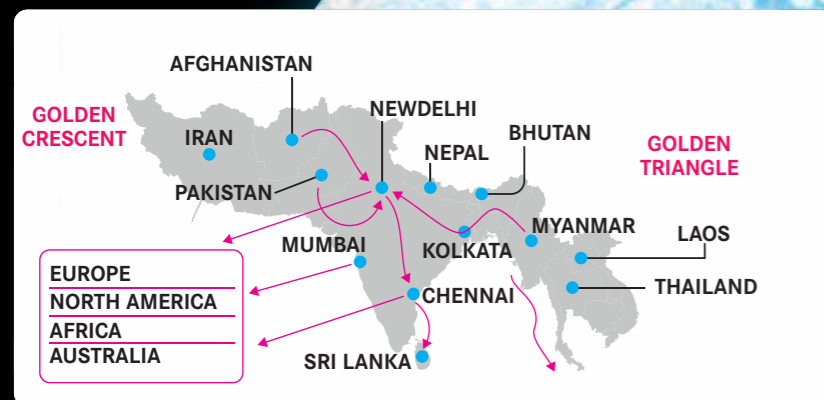 AFGHANISTAN
GOLDEN
CRESCENT
IRAN
PAKISTAN
NEWDELHI
NEPAL
BHUTAN
GOLDEN
TRIANGLE
MUMBAI
KOLKATA
MYANMAR
LAOS
THAILAND
CHENNAI
SRI LANKA
EUROPE
NORTH AMERICA
AFRICA
AUSTRALIA